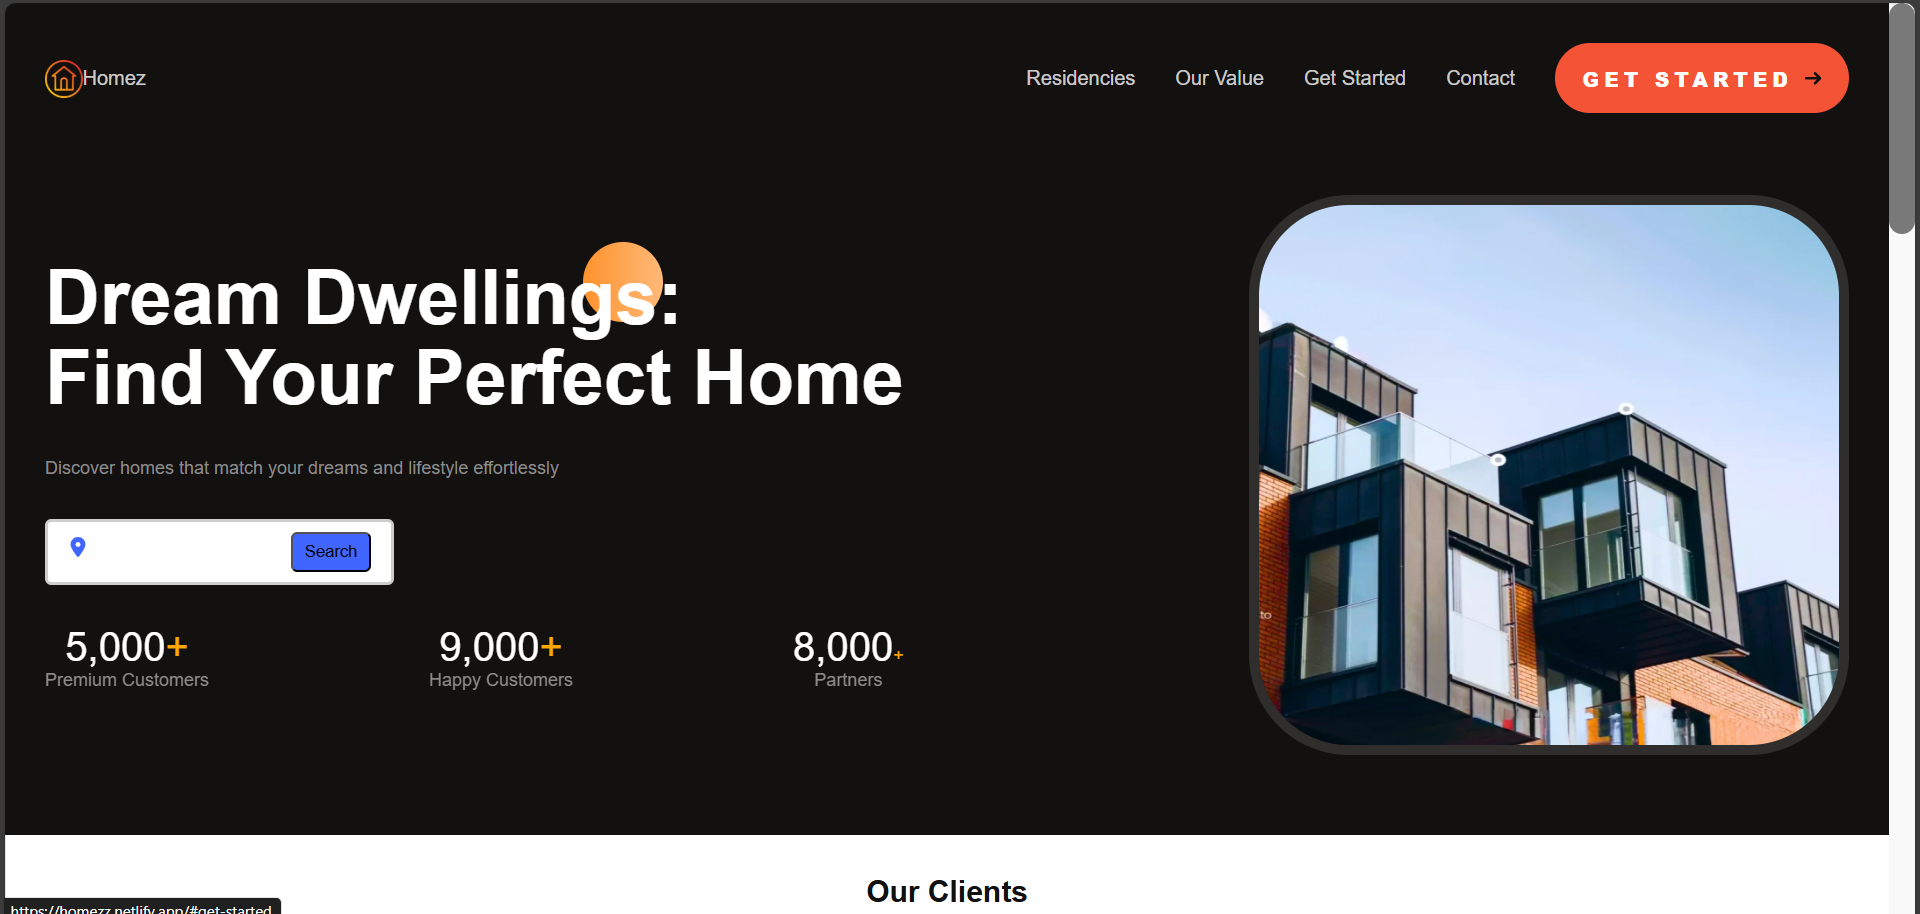 Homez
Residencies
Our Value
Get Started
Contact
GET STARTED →
Dream Dwellings:
Find Your Perfect Home
Discover homes that match your dreams and lifestyle effortlessly
Search
5,000+
Premium Customers
9,000+
Happy Customers
8,000+
Partners
to
Our Clients
https://homezz.netlify.app/#get-started